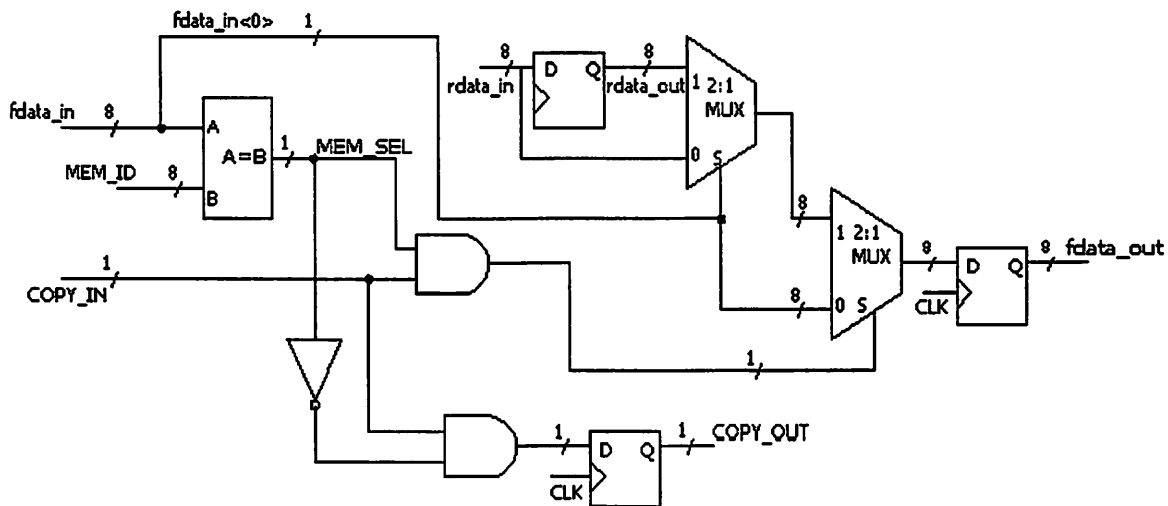 fdata_in<0>
1
8
D Q
8
rdata_in
rdata_out
1 2:1
MUX
0 S
fdata_in
8
A
A=B
1
MEM_SEL
MEM_ID
8
B
8
1 2:1
MUX
8
D Q
8
fdata_out
1
COPY_IN
8
0 S
CLK
1
1
D Q
1
COPY_OUT
CLK